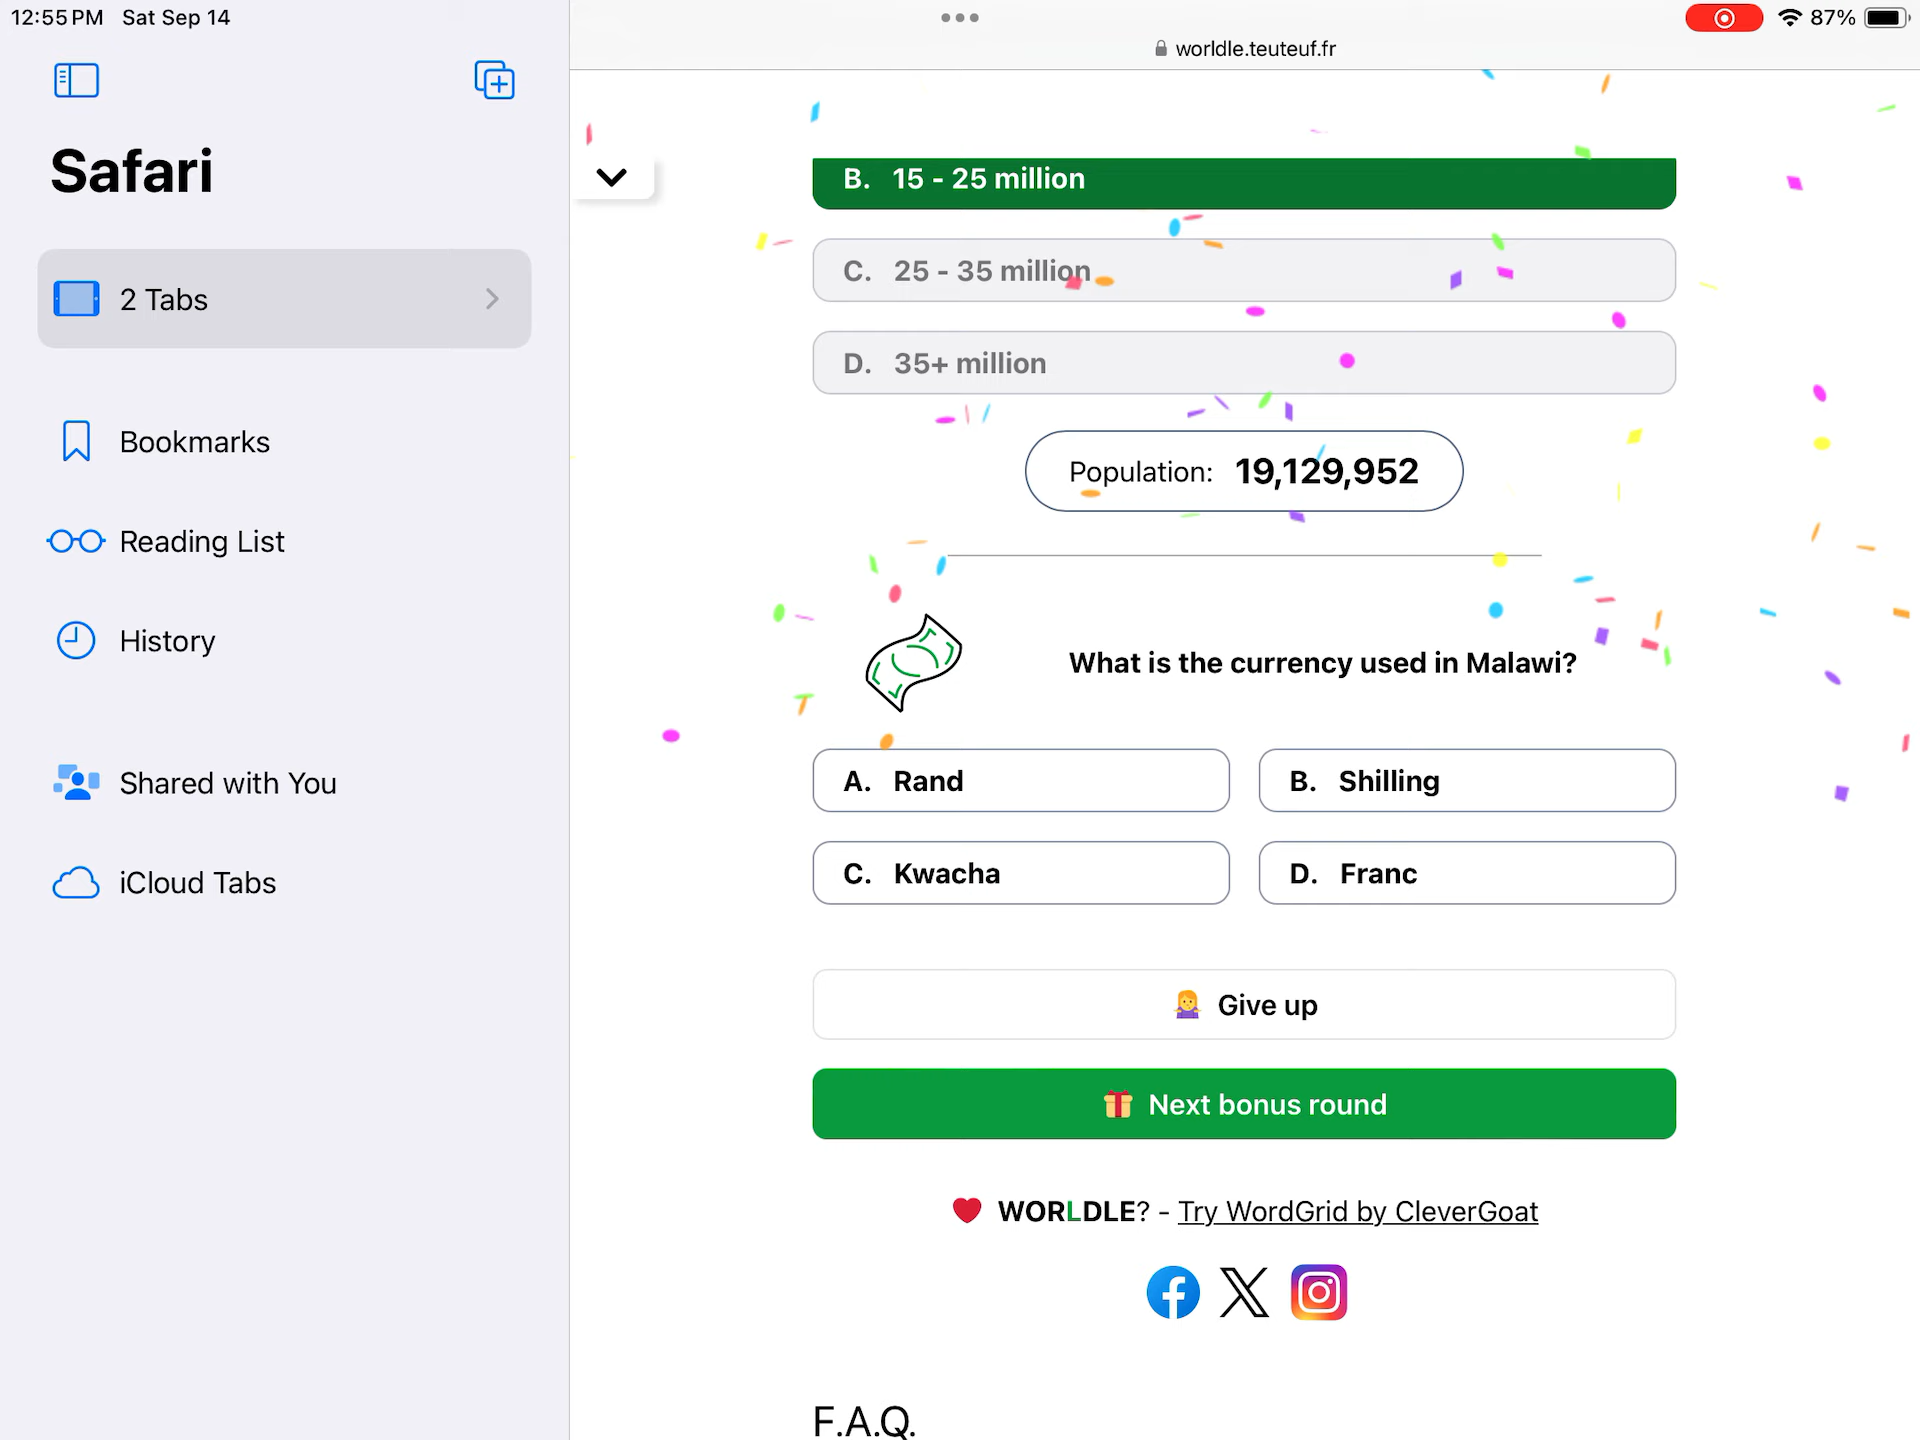 12:55 PM Sat Sep 14
87%
worldle.teuteuf.fr
Safari
2 Tabs
Bookmarks
Reading List
History
Shared with You
iCloud Tabs
B. 15 - 25 million
C. 25 - 35 million
D. 35+ million
Population: 19,129,952
What is the currency used in Malawi?
A. Rand
B. Shilling
C. Kwacha
D. Franc
Give up
Next bonus round
WORLDLE? - Try WordGrid by CleverGoat
F.A.Q.